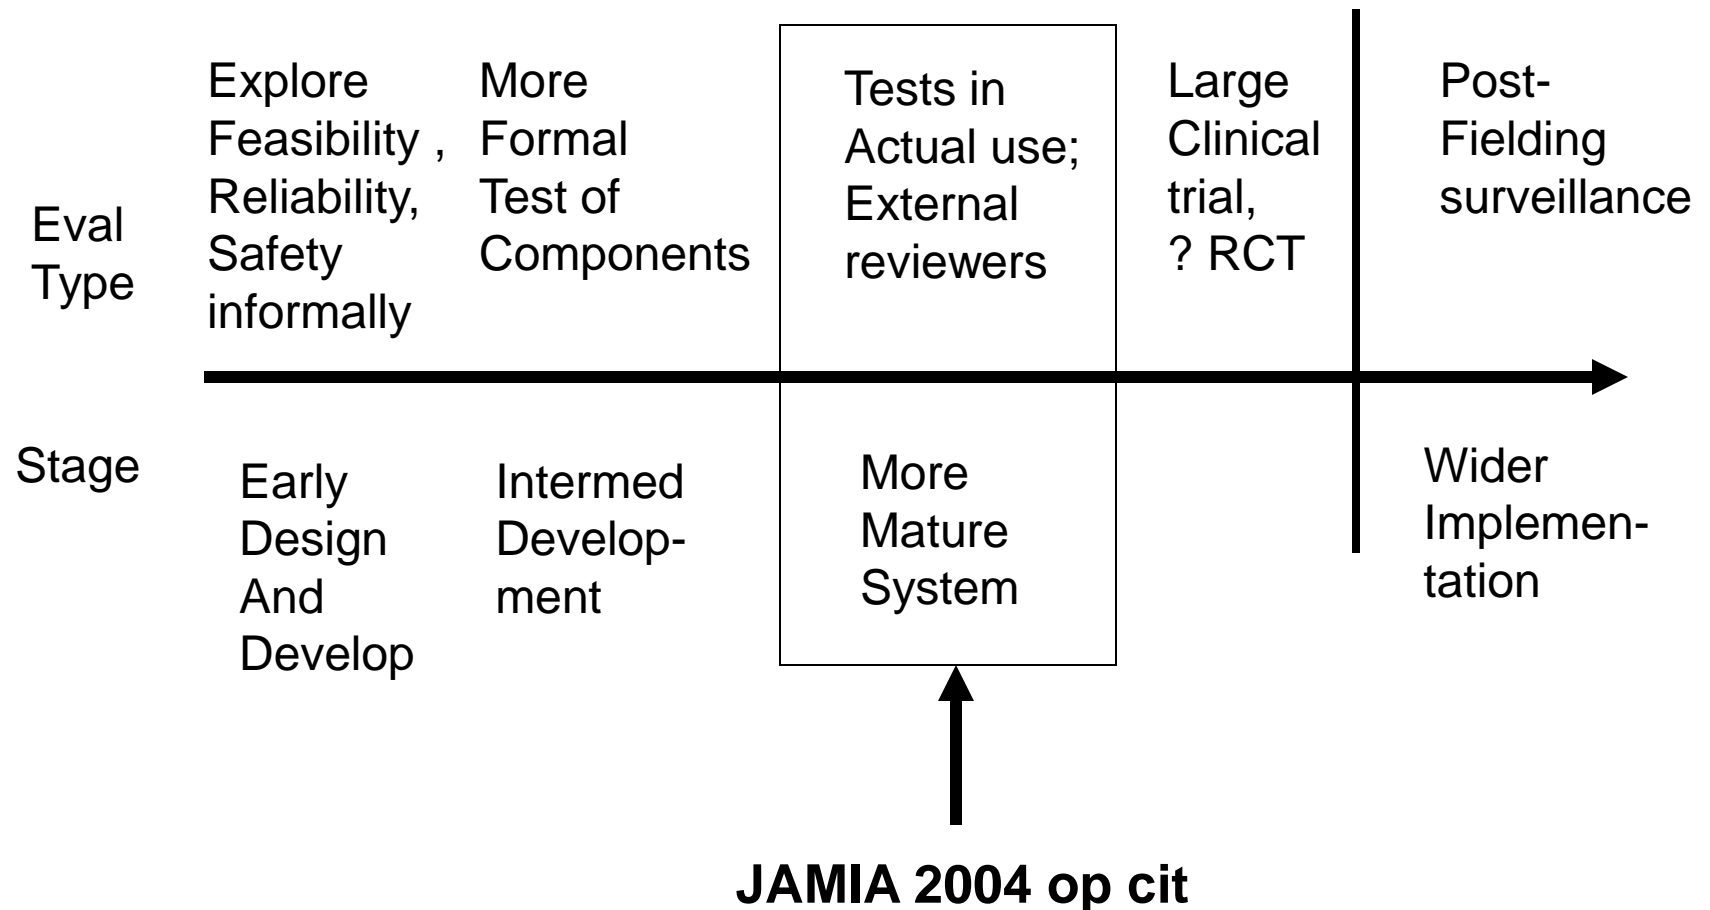 Eval
Type
Explore
Feasibility ,
Reliability,
Safety
informally
More
Formal
Test of
Components
Tests in
Actual use;
External
reviewers
Large
Clinical
trial,
? RCT
Post-
Fielding
surveillance
Stage
Early
Design
And
Develop
Intermed
Develop-
ment
More
Mature
System
Wider
Implemen-
tation
JAMIA 2004 op cit